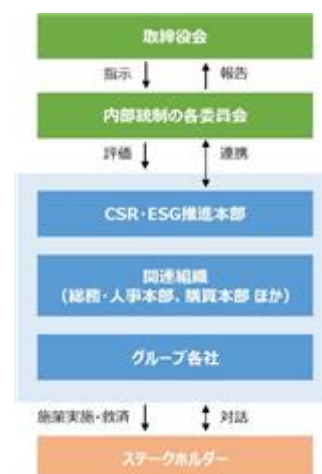 取締役会
指示 報告
内部統制の各委員会
評価 連携
CSR・ESG推進本部
関連組織
(総務・人事本部、購買本部 ほか)
グループ各社
施策実施・救済 対話
ステークホルダー